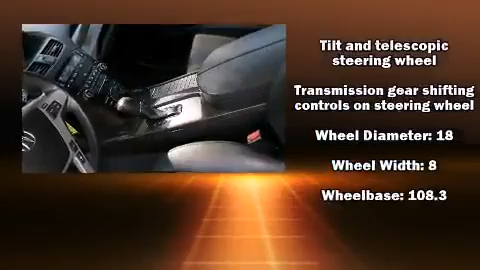 Tilt and telescopic
steering wheel
Transmission gear shifting
controls on steering wheel
Wheel Diameter: 18
Wheel Width: 8
Wheelbase: 108.3